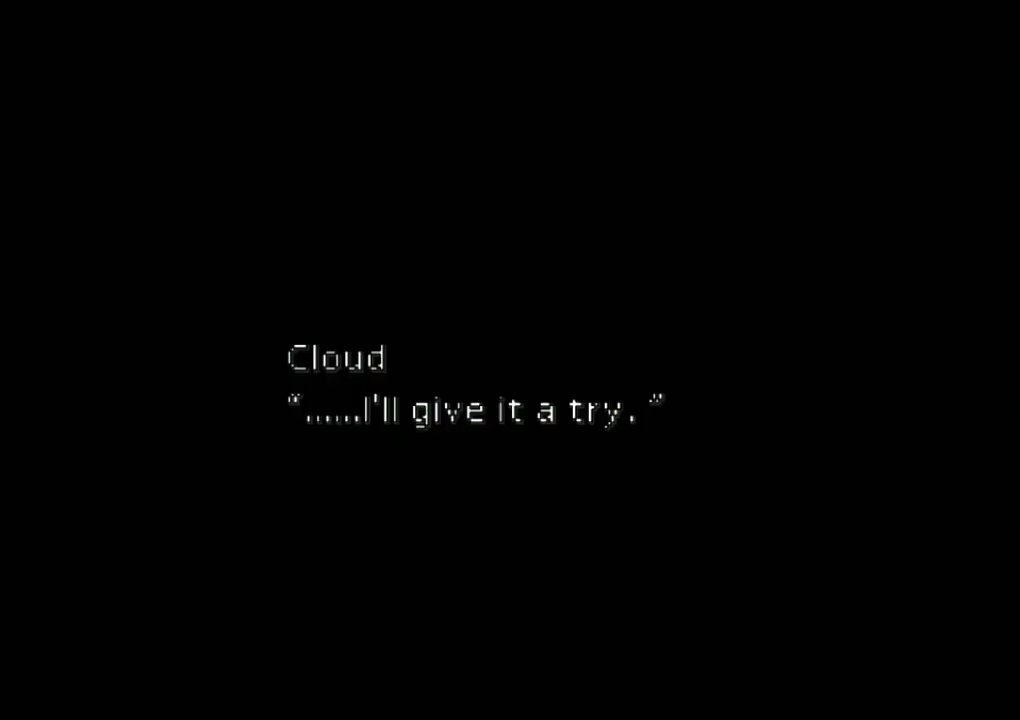 Cloud
“......I'll give it a try. ”